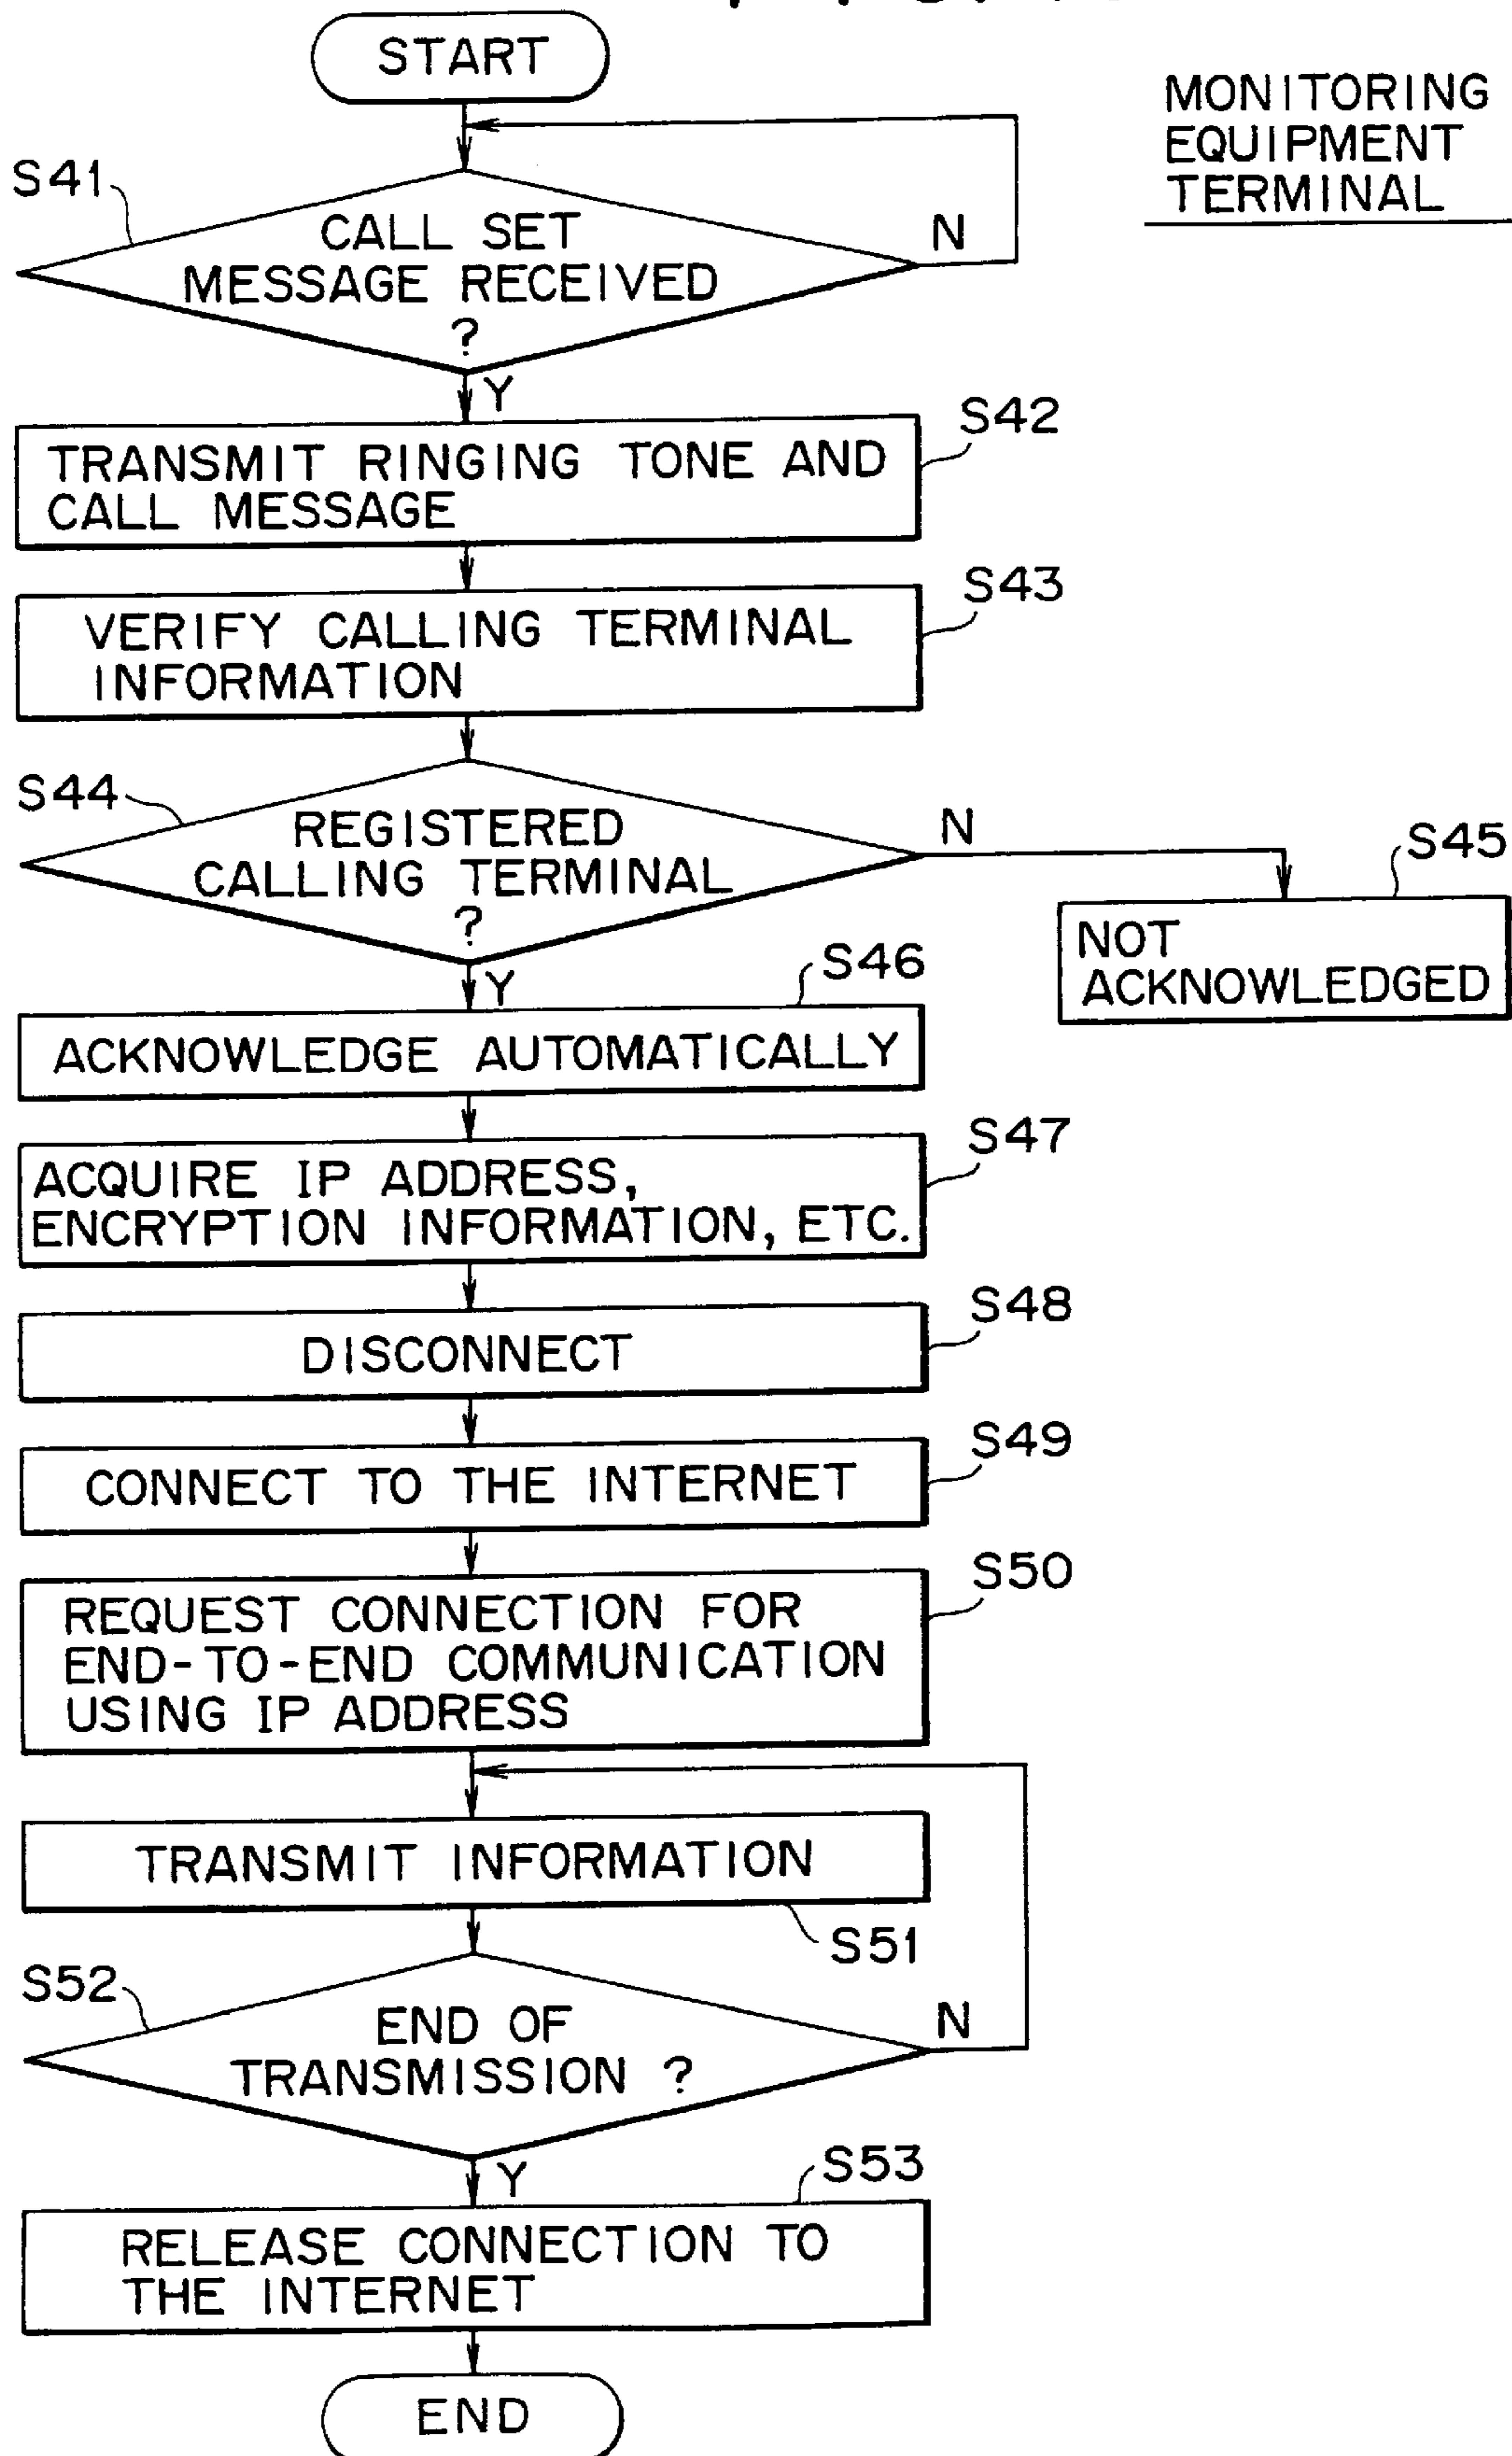 START
MONITORING
EQUIPMENT
TERMINAL
S41
CALL SET
MESSAGE RECEIVED
?
N
Y
S42
TRANSMIT RINGING TONE AND
CALL MESSAGE
S43
VERIFY CALLING TERMINAL
INFORMATION
S44
REGISTERED
CALLING TERMINAL
?
N
S45
NOT
ACKNOWLEDGED
Y
S46
ACKNOWLEDGE AUTOMATICALLY
S47
ACQUIRE IP ADDRESS,
ENCRYPTION INFORMATION, ETC.
S48
DISCONNECT
S49
CONNECT TO THE INTERNET
S50
REQUEST CONNECTION FOR
END-TO-END COMMUNICATION
USING IP ADDRESS
TRANSMIT INFORMATION
S51
S52
END OF
TRANSMISSION ?
N
Y
S53
RELEASE CONNECTION TO
THE INTERNET
END